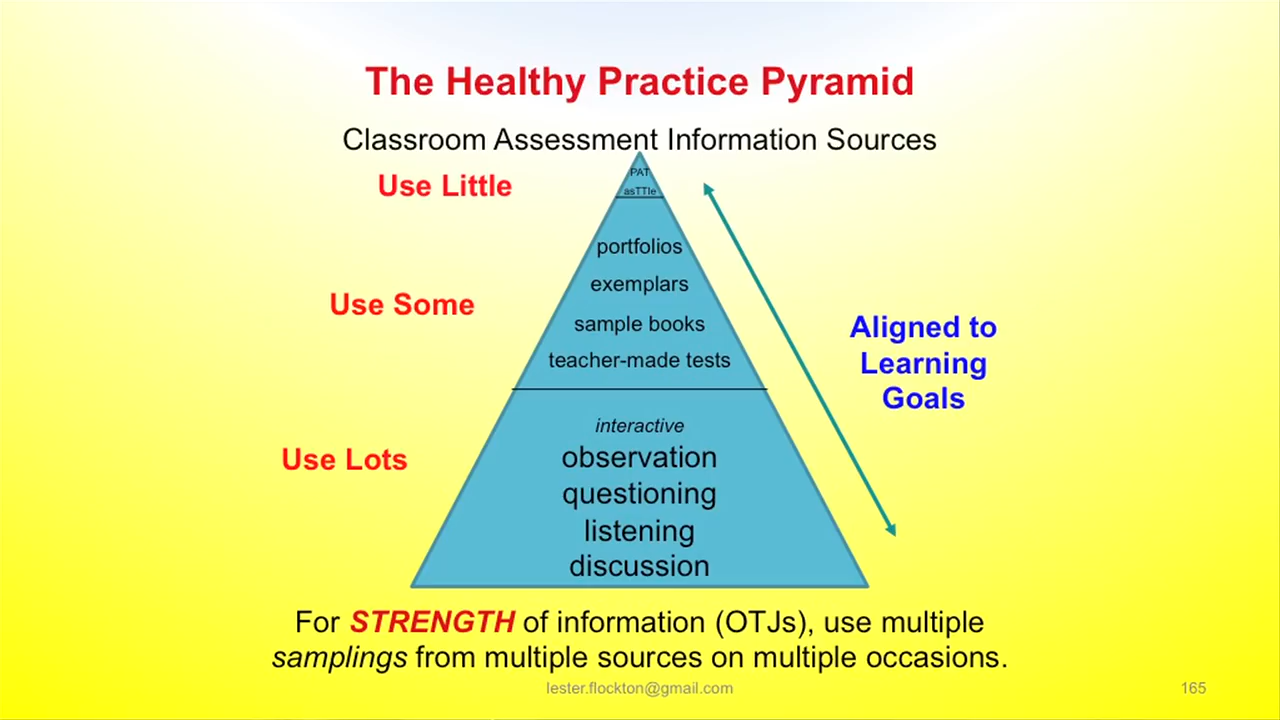 The Healthy Practice Pyramid
Classroom Assessment Information Sources
Use Little
PAT
asTTle
portfolios
exemplars
Use Some
sample books
teacher-made tests
Aligned to
Learning
Goals
interactive
Use Lots
observation
questioning
listening
discussion
For STRENGTH of information (OTJs), use multiple
samplings from multiple sources on multiple occasions.
lester.flockton@gmail.com
165